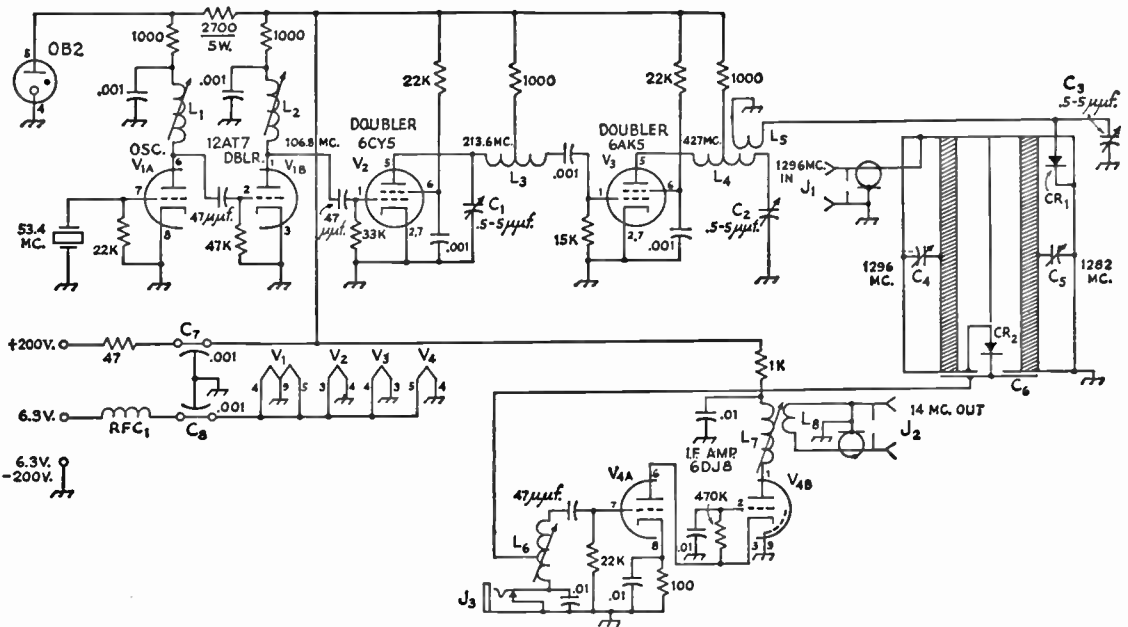 OB2
5
4
1000
2700
5W.
1000
.001
L1
.001
L2
OSC.
12AT7
DBLR.
106.8 MC.
V1A
V1B
6
7
8
1
2
3
47µµf.
53.4
MC.
22K
47K
22K
DOUBLER
6CY5
V2
5
1
6
2,7
47
µµf.
33K
.001
213.6MC.
1000
L3
C1
.5-5µµf.
.001
22K
DOUBLER
6AK5
V3
5
1
6
2,7
15K
.001
427MC.
1000
L4
L5
C2
.5-5µµf.
C3
.5-5µµf.
1296MC.
IN
J1
CR1
1296
MC.
C4
C5
1282
MC.
CR2
C6
+200V.
47
C7
.001
.001
C8
6.3V.
RFC1
V1
V2
V3
V4
4
9
5
3
4
4
3
5
4
6.3V.
-200V.
1K
.01
L7
L8
14 MC. OUT
J2
I.F. AMP.
6DJ8
V4A
V4B
6
7
8
1
2
3
9
47µµf.
470K
.01
L6
22K
.01
100
.01
J3